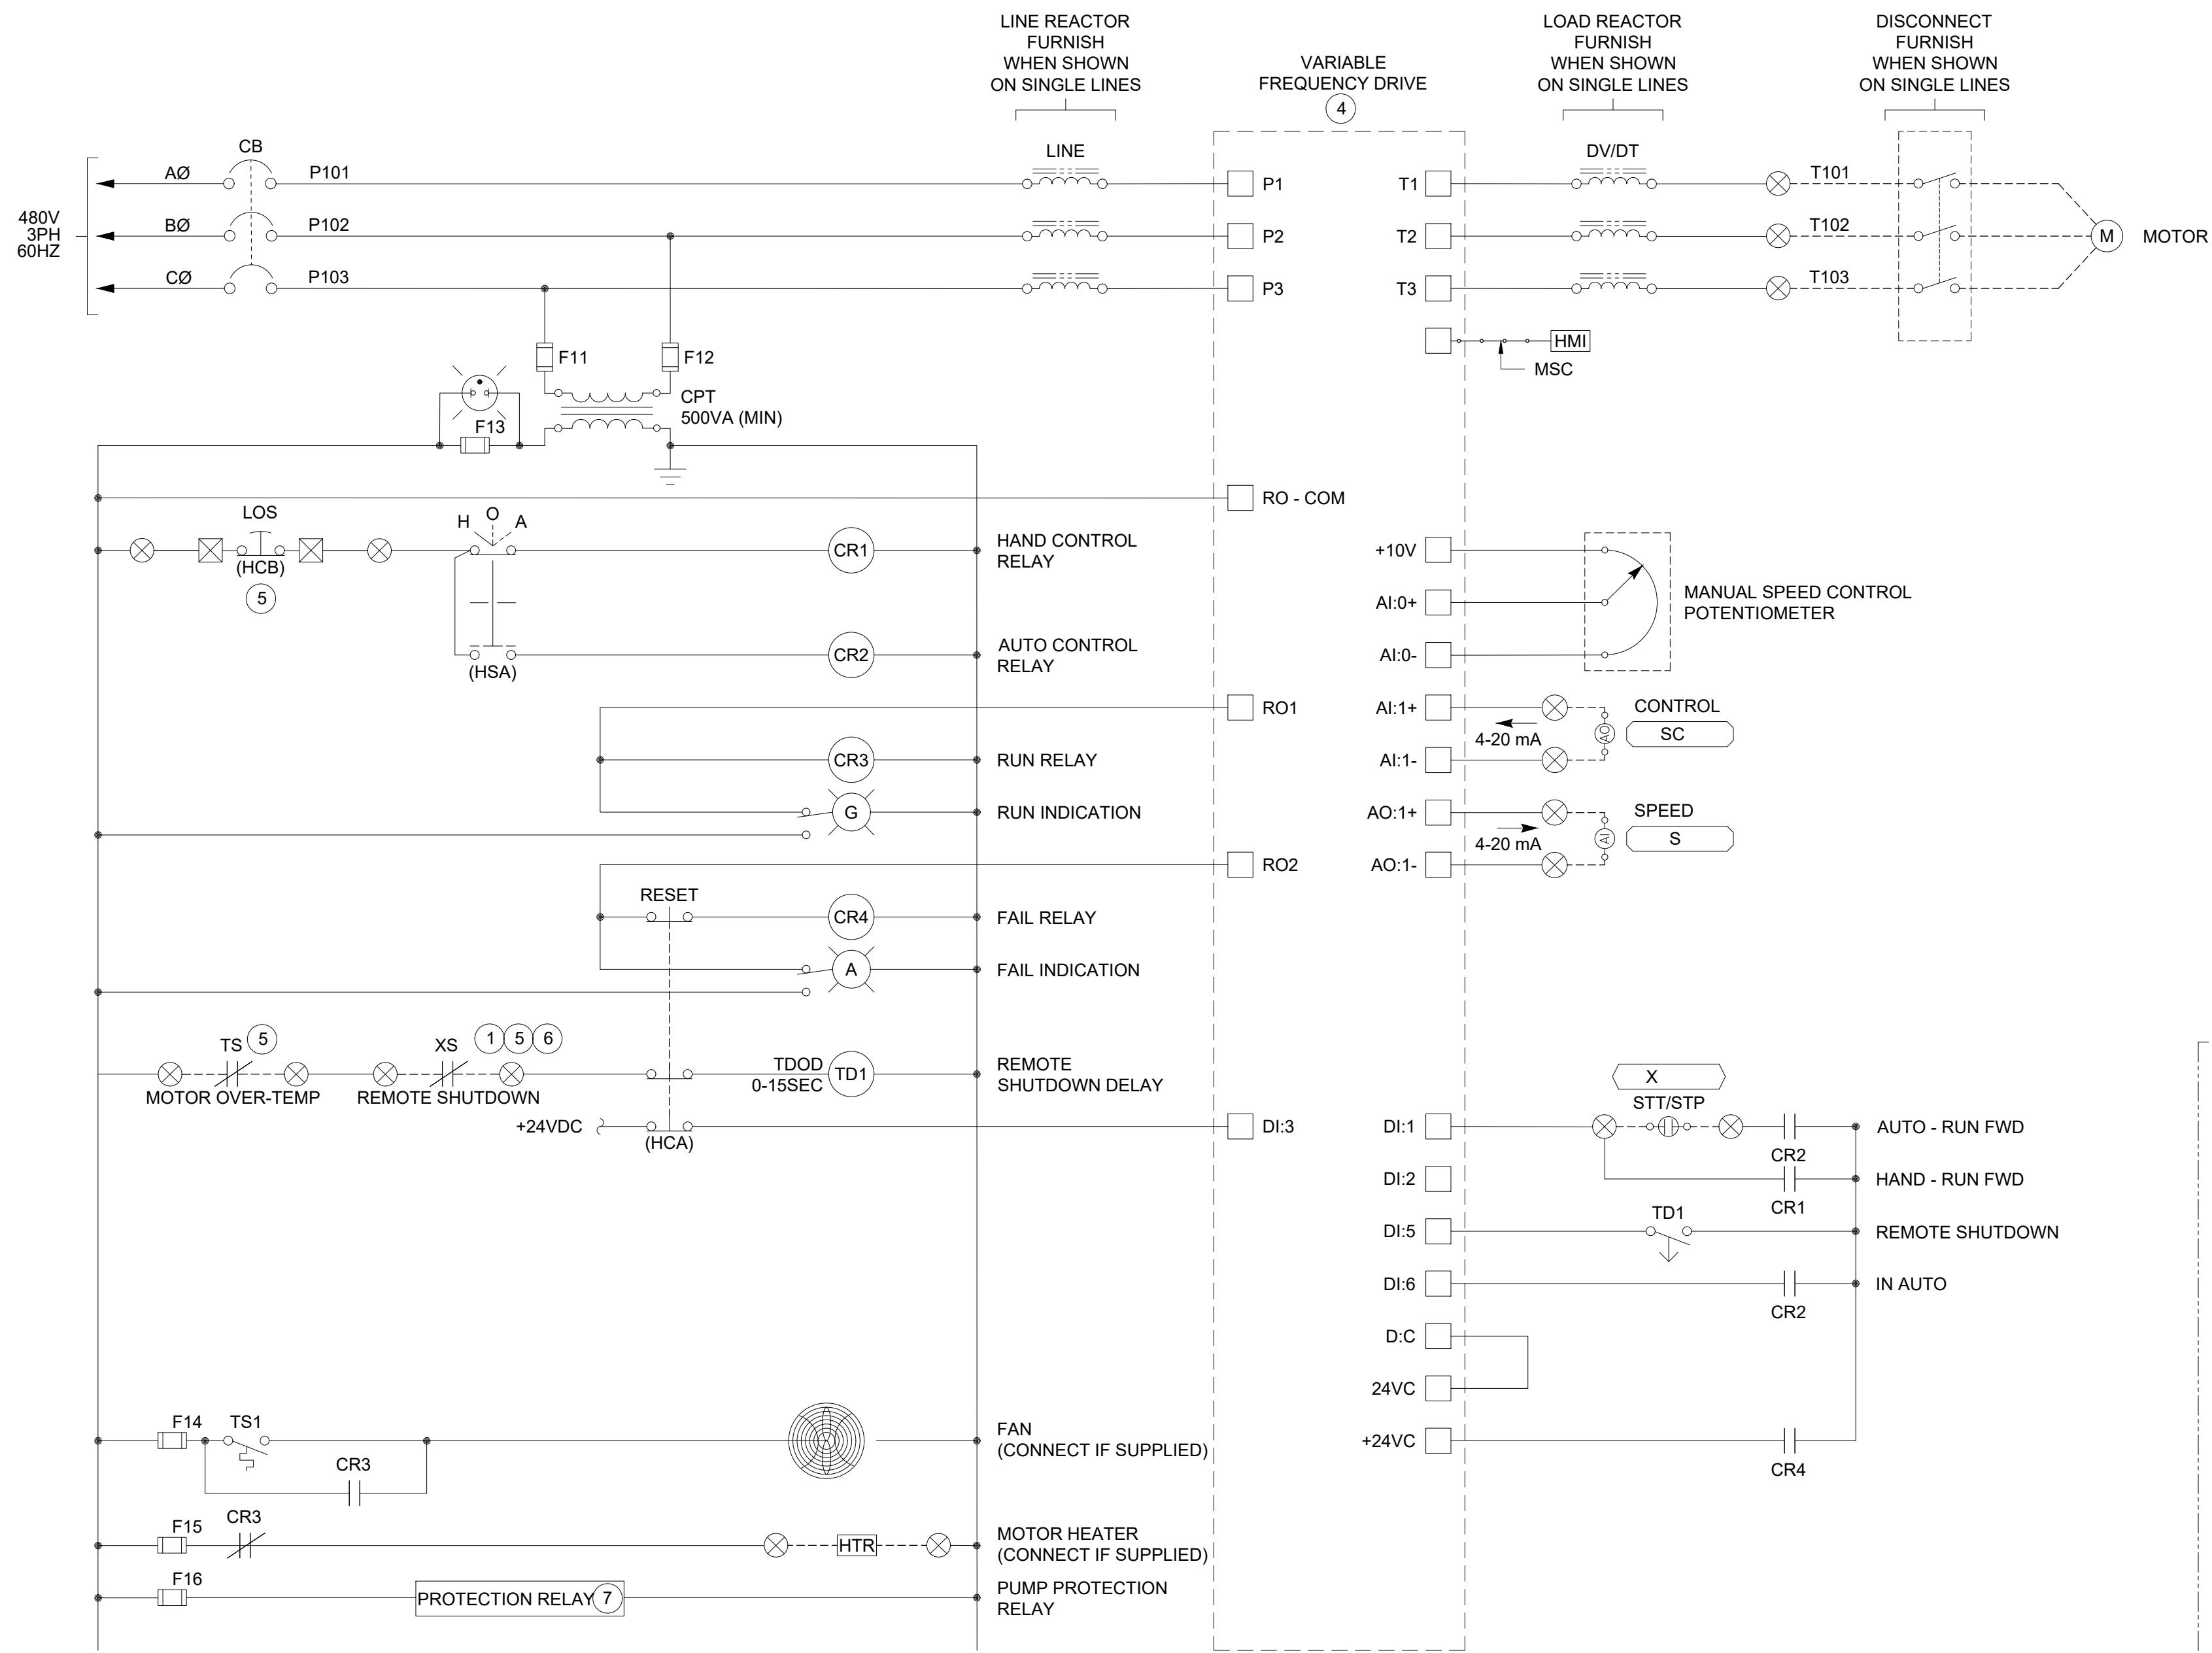 LINE REACTOR
FURNISH
WHEN SHOWN
ON SINGLE LINES
VARIABLE
FREQUENCY DRIVE
4
LOAD REACTOR
FURNISH
WHEN SHOWN
ON SINGLE LINES
DISCONNECT
FURNISH
WHEN SHOWN
ON SINGLE LINES
480V
3PH
60HZ
CB
AØ
P101
BØ
P102
CØ
P103
LINE
P1
P2
P3
T1
T2
T3
DV/DT
T101
T102
T103
M
MOTOR
HMI
MSC
F11
F12
CPT
500VA (MIN)
F13
RO - COM
LOS
(HCB)
5
H
O
A
(HSA)
CR1
HAND CONTROL
RELAY
CR2
AUTO CONTROL
RELAY
+10V
AI:0+
AI:0-
MANUAL SPEED CONTROL
POTENTIOMETER
RO1
CR3
RUN RELAY
G
RUN INDICATION
AI:1+
AI:1-
4-20 mA
AO
CONTROL
SC
AO:1+
AO:1-
4-20 mA
AI
SPEED
S
RO2
RESET
CR4
FAIL RELAY
A
FAIL INDICATION
TS
5
MOTOR OVER-TEMP
XS
1
5
6
REMOTE SHUTDOWN
TDOD
0-15SEC
TD1
REMOTE
SHUTDOWN DELAY
+24VDC
(HCA)
DI:3
DI:1
X
STT/STP
CR2
AUTO - RUN FWD
DI:2
CR1
HAND - RUN FWD
DI:5
TD1
REMOTE SHUTDOWN
DI:6
CR2
IN AUTO
D:C
24VC
+24VC
CR4
F14
TS1
CR3
FAN
(CONNECT IF SUPPLIED)
F15
CR3
HTR
MOTOR HEATER
(CONNECT IF SUPPLIED)
F16
PROTECTION RELAY
7
PUMP PROTECTION
RELAY